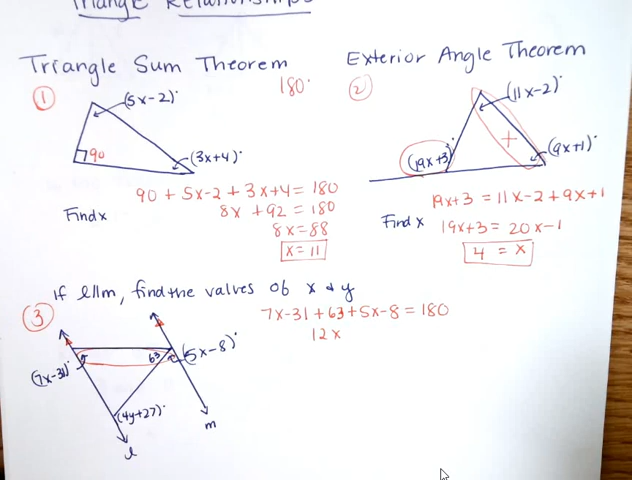 Triangle Relationships
Triangle Sum Theorem
180°
① (5x-2)°
90
(3x+4)°
90 + 5x-2 + 3x+4 = 180
Find x
8x + 92 = 180
8x = 88
x = 11
Exterior Angle Theorem
② (11x-2)°
+
(19x+3)°
(9x+1)°
19x+3 = 11x-2 + 9x+1
Find x
19x+3 = 20x-1
4 = x
If l||m, find the valves of x & y
③
7x-31 + 63 + 5x-8 = 180
12x
(7x-31)°
63
(5x-8)°
(4y+27)°
m
l